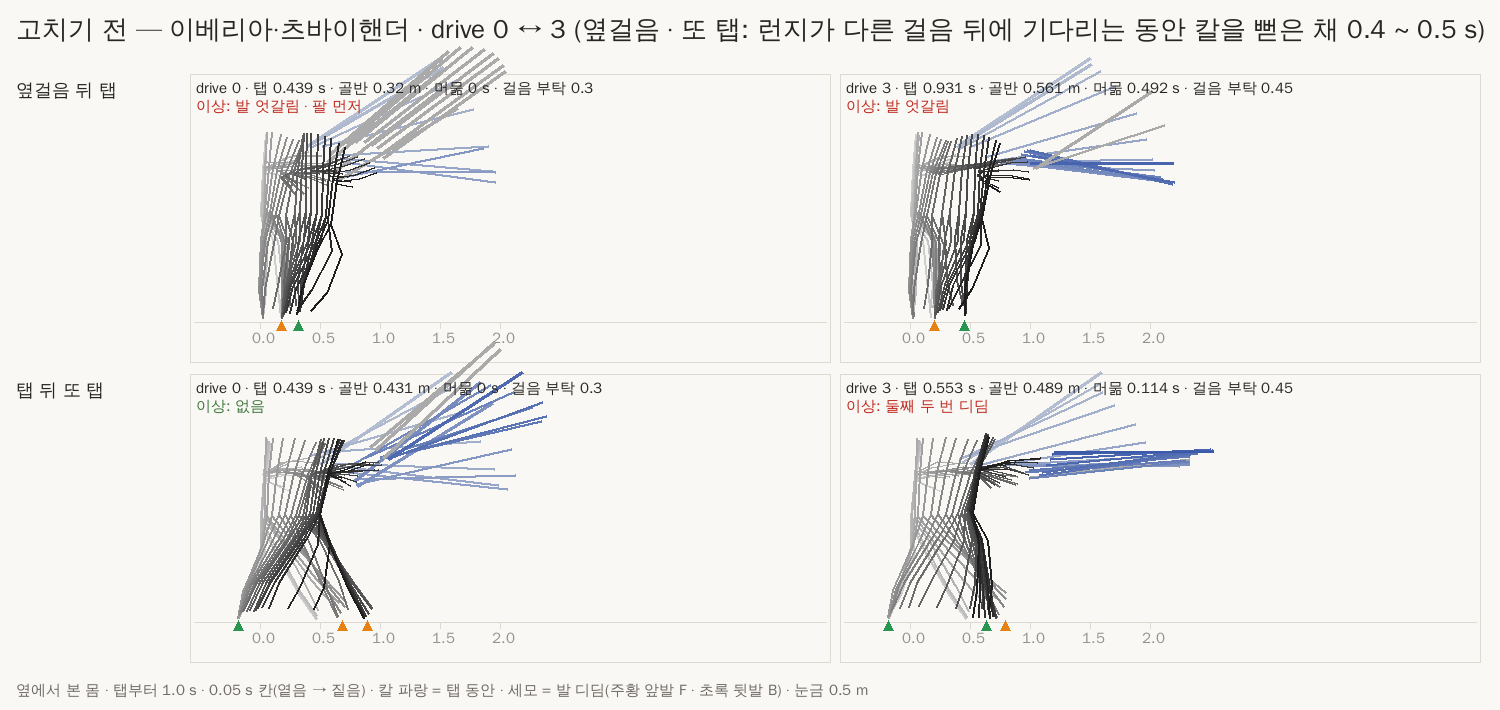 고치기 전 — 이베리아·츠바이핸더 · drive 0 ↔ 3 (옆걸음 · 또 탭: 런지가 다른 걸음 뒤에 기다리는 동안 칼을 뻗은 채 0.4 ~ 0.5 s)
옆걸음 뒤 탭
drive 0 · 탭 0.439 s · 골반 0.32 m · 머묾 0 s · 걸음 부탁 0.3
이상: 발 엇갈림 · 팔 먼저
0.0 0.5 1.0 1.5 2.0
drive 3 · 탭 0.931 s · 골반 0.561 m · 머묾 0.492 s · 걸음 부탁 0.45
이상: 발 엇갈림
0.0 0.5 1.0 1.5 2.0
탭 뒤 또 탭
drive 0 · 탭 0.439 s · 골반 0.431 m · 머묾 0 s · 걸음 부탁 0.3
이상: 없음
0.0 0.5 1.0 1.5 2.0
drive 3 · 탭 0.553 s · 골반 0.489 m · 머묾 0.114 s · 걸음 부탁 0.45
이상: 둘째 두 번 디딤
0.0 0.5 1.0 1.5 2.0
옆에서 본 몸 · 탭부터 1.0 s · 0.05 s 칸(옅음 → 짙음) · 칼 파랑 = 탭 동안 · 세모 = 발 디딤(주황 앞발 F · 초록 뒷발 B) · 눈금 0.5 m